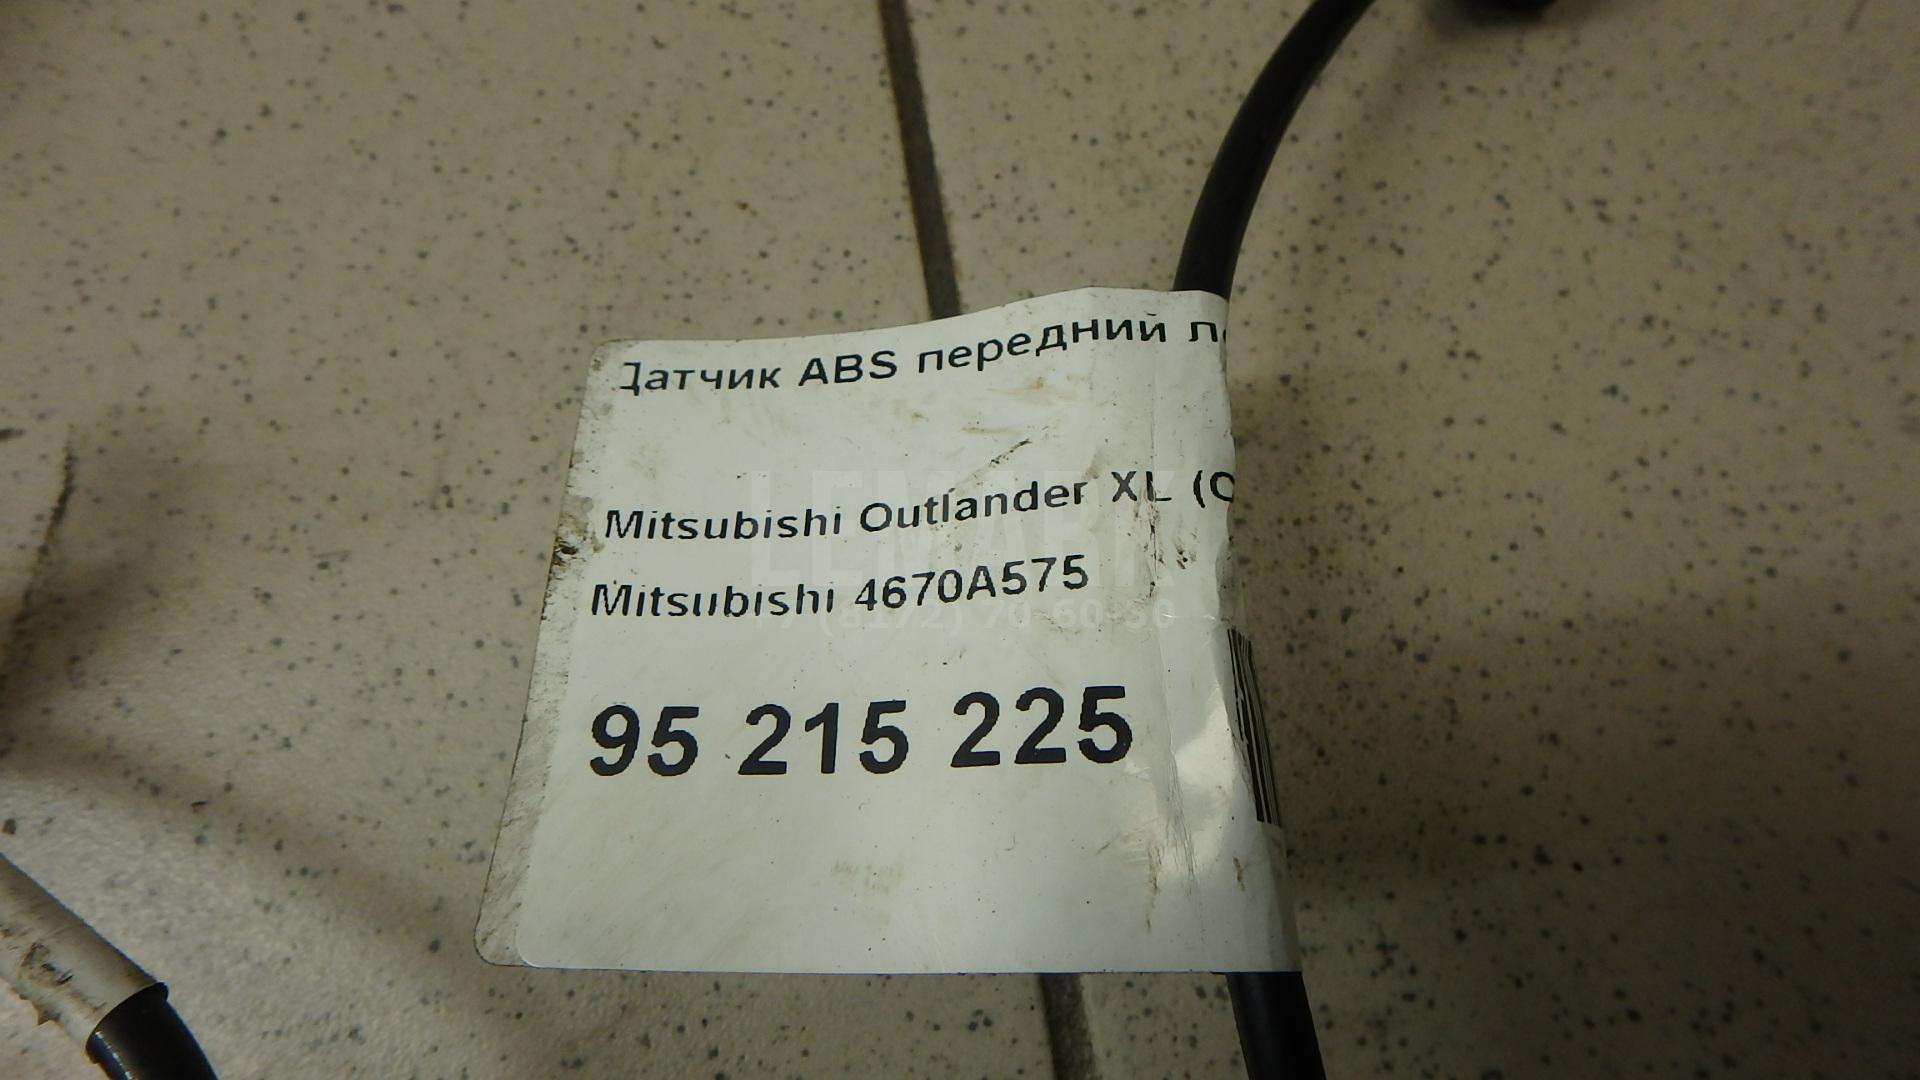 Датчик ABS передний
Mitsubishi Outlander XL (C
Mitsubishi 4670A575
95 215 225